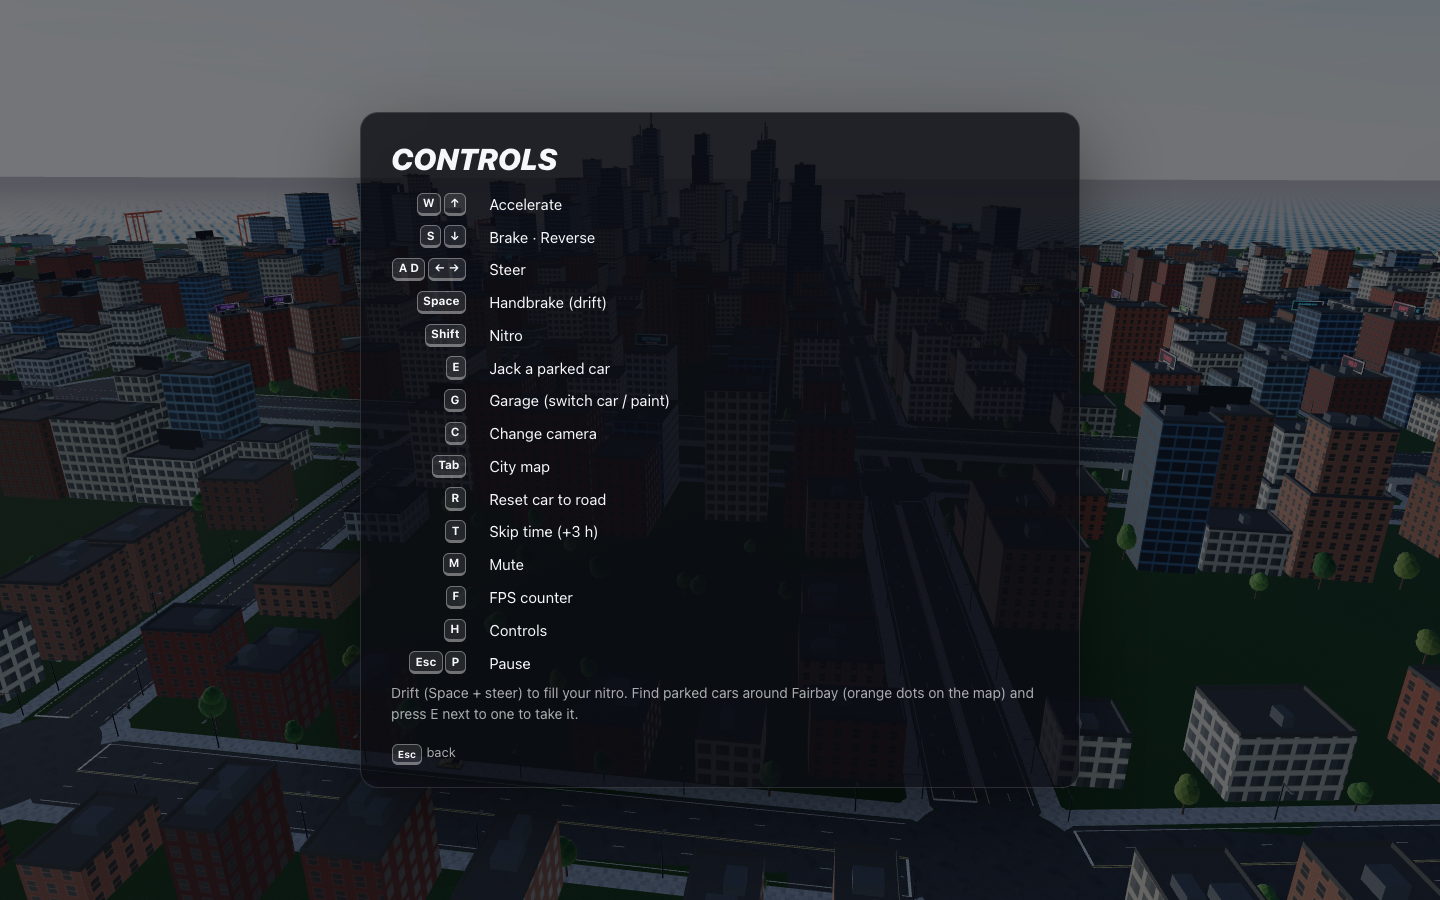 CONTROLS
W ↑ Accelerate
S ↓ Brake · Reverse
A D ← → Steer
Space Handbrake (drift)
Shift Nitro
E Jack a parked car
G Garage (switch car / paint)
C Change camera
Tab City map
R Reset car to road
T Skip time (+3 h)
M Mute
F FPS counter
H Controls
Esc P Pause
Drift (Space + steer) to fill your nitro. Find parked cars around Fairbay (orange dots on the map) and
press E next to one to take it.
Esc back